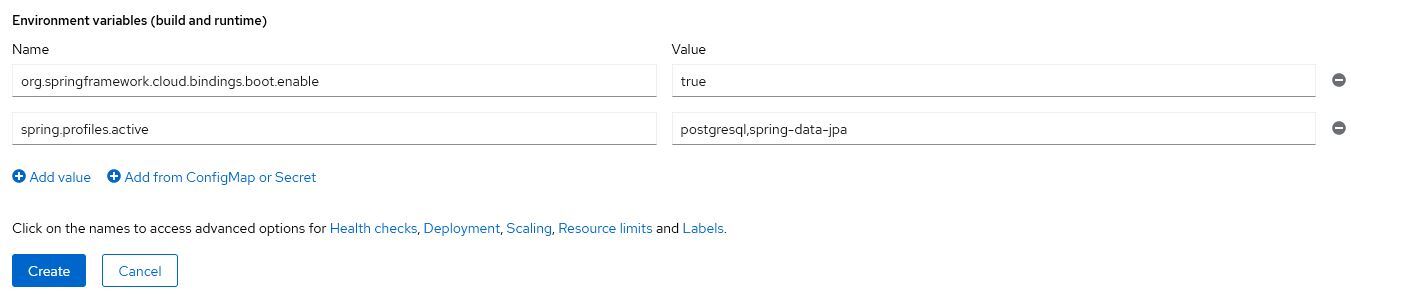 Environment variables (build and runtime)
Name Value
org.springframework.cloud.bindings.boot.enable true
spring.profiles.active postgresql,spring-data-jpa
Add value Add from ConfigMap or Secret
Click on the names to access advanced options for Health checks, Deployment, Scaling, Resource limits and Labels.
Create Cancel